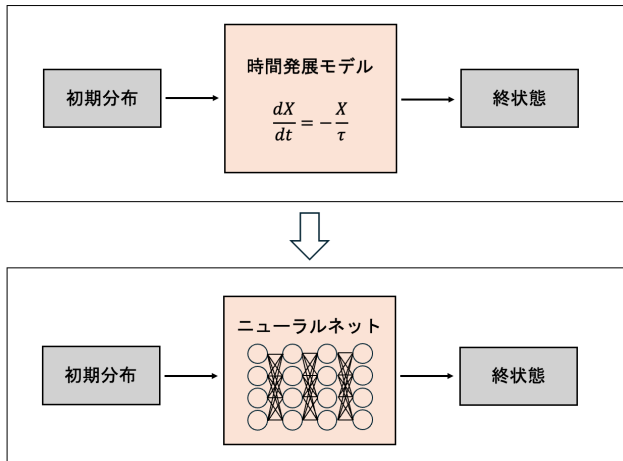 時間発展モデル
初期分布
dX/dt = −X/τ
終状態
ニューラルネット
初期分布
終状態